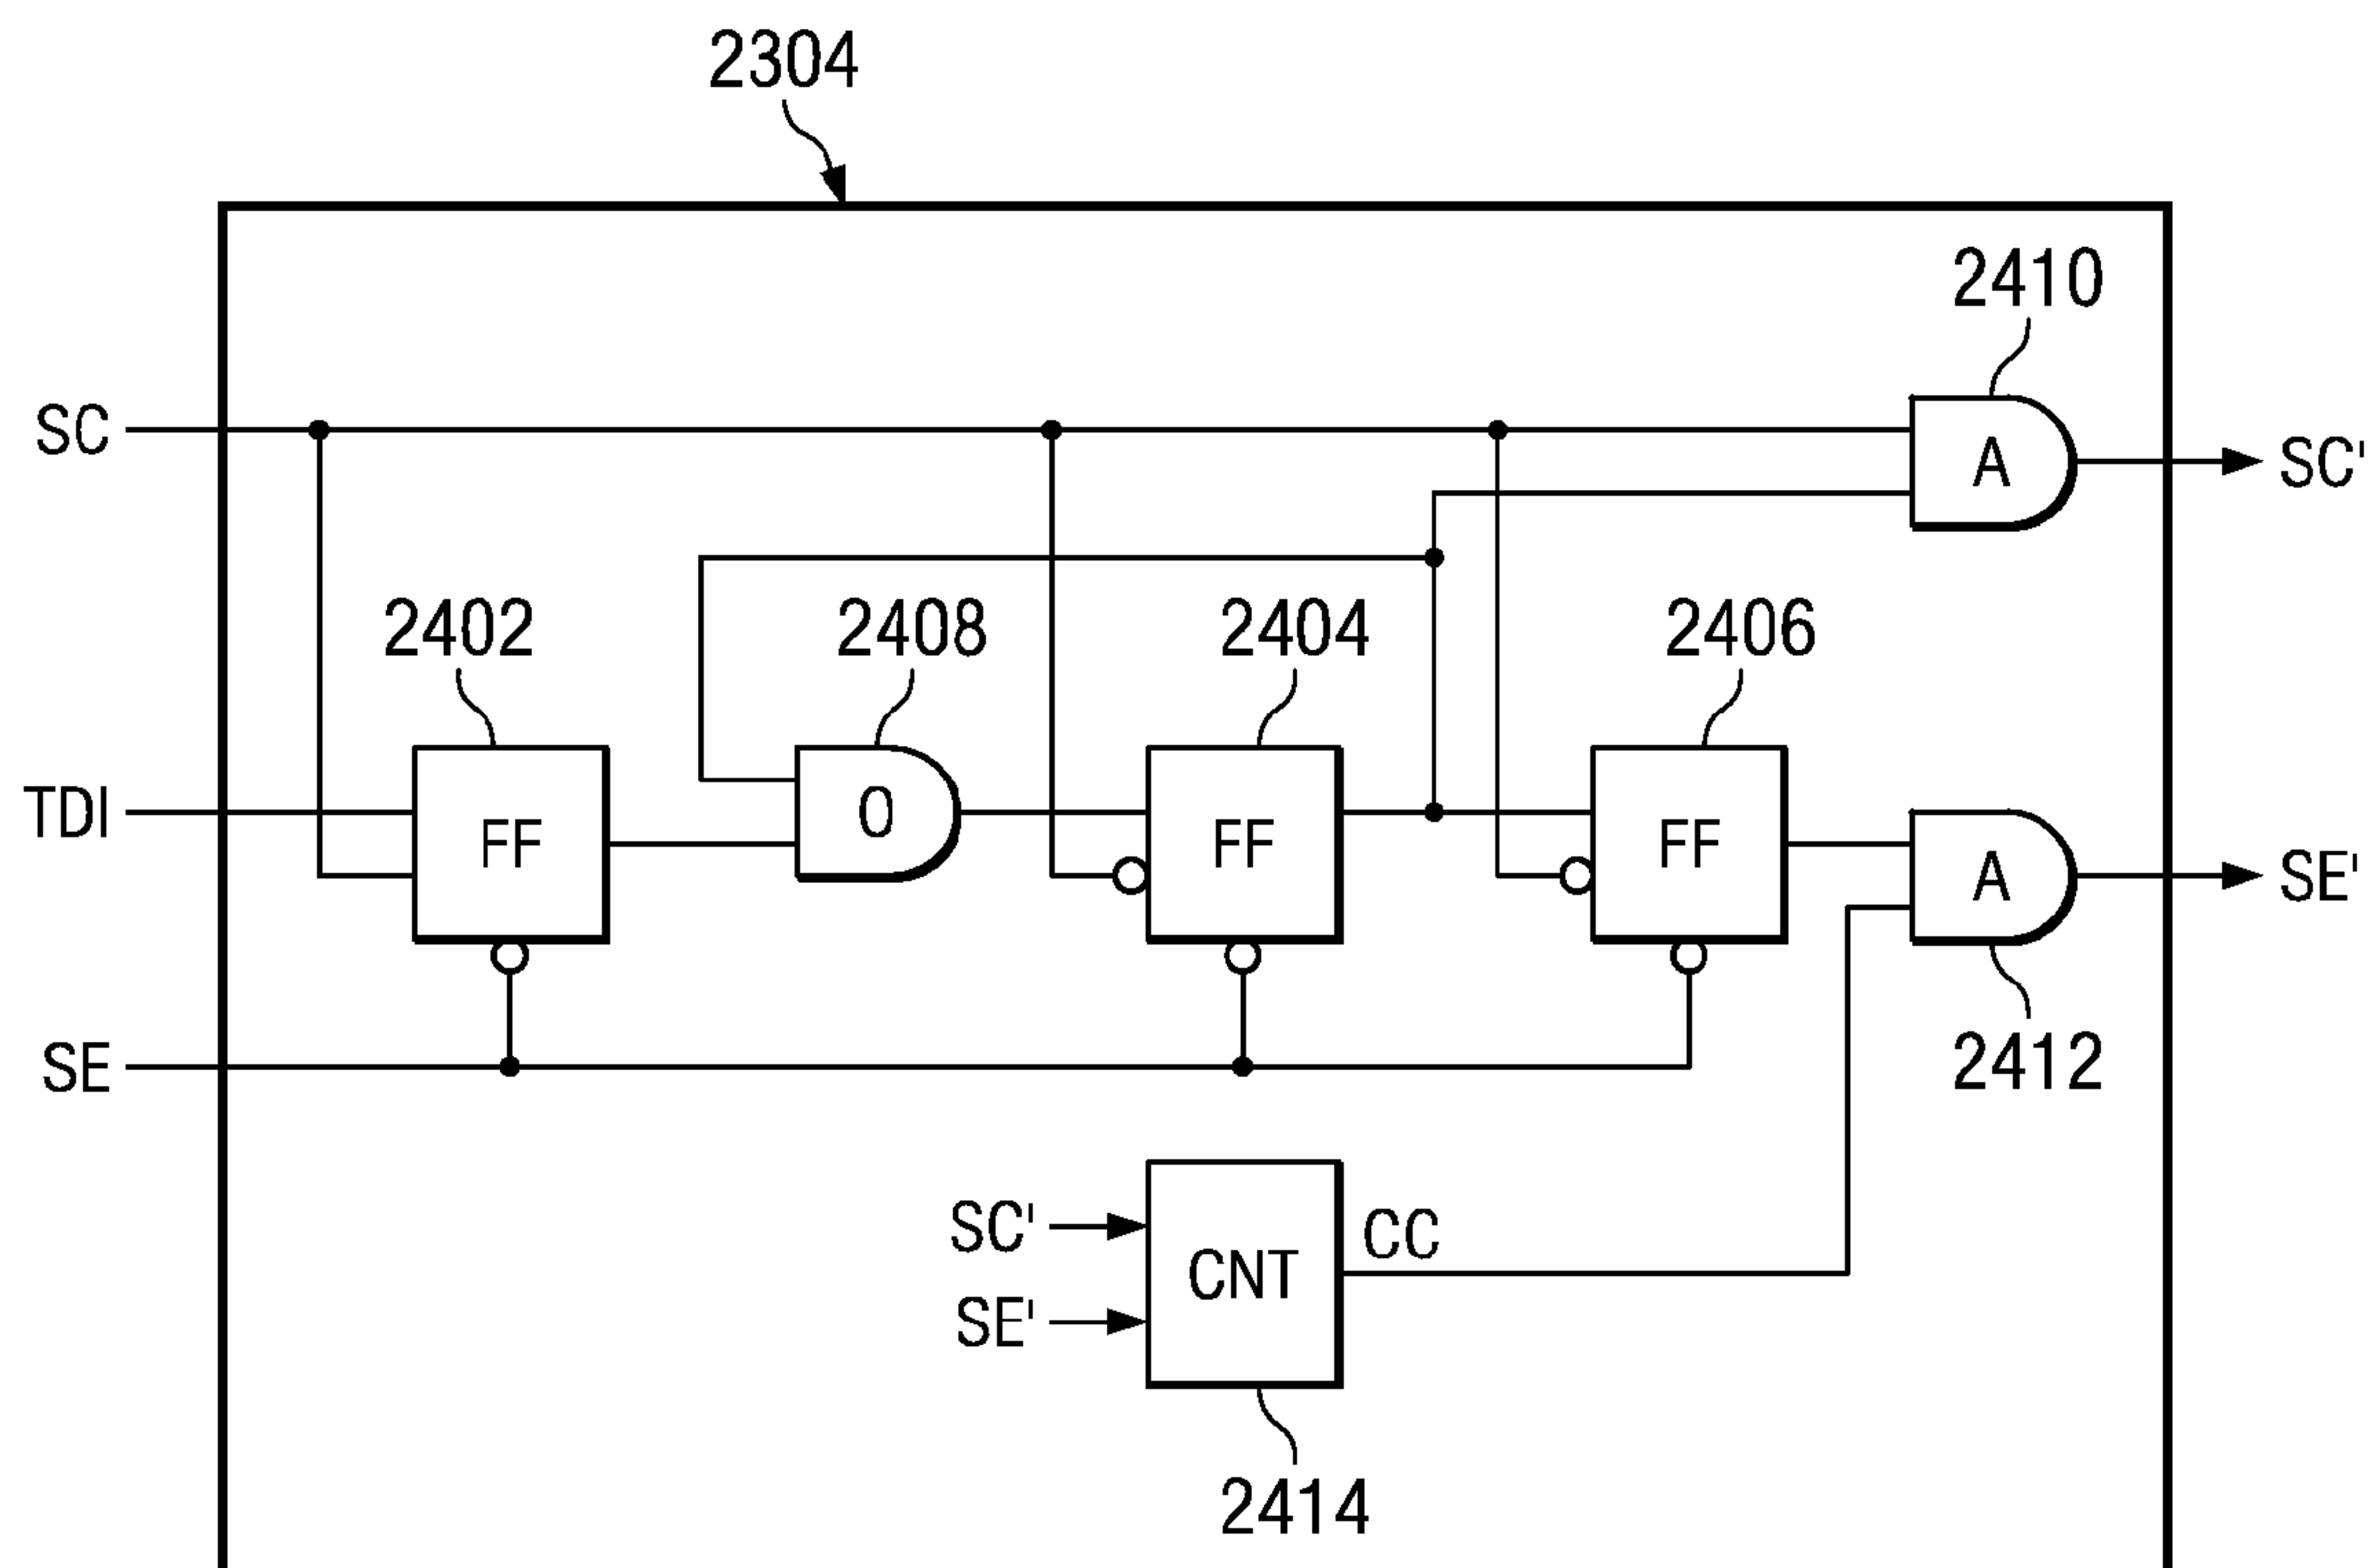 2304
2410
SC
A
SC'
2402
2408
2404
2406
TDI
FF
O
FF
FF
A
SE'
SE
2412
SC'
CC
CNT
SE'
2414